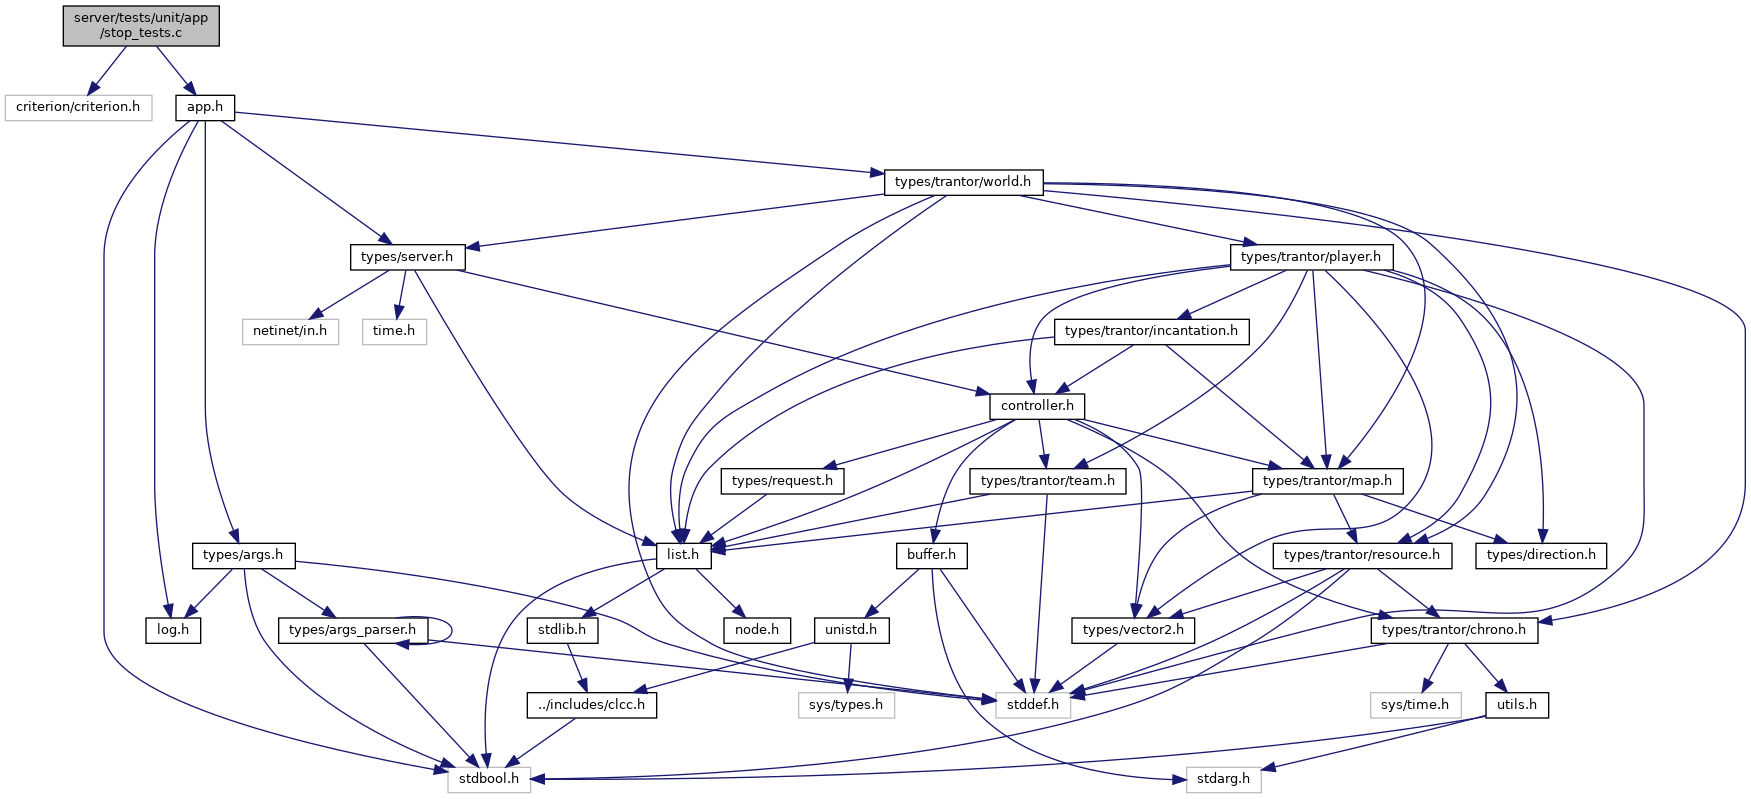 server/tests/unit/app
/stop_tests.c
criterion/criterion.h
app.h
types/trantor/world.h
types/server.h
types/trantor/player.h
netinet/in.h
time.h
types/trantor/incantation.h
controller.h
types/request.h
types/trantor/team.h
types/trantor/map.h
types/args.h
list.h
buffer.h
types/trantor/resource.h
types/direction.h
log.h
types/args_parser.h
stdlib.h
node.h
unistd.h
types/vector2.h
types/trantor/chrono.h
../includes/clcc.h
sys/types.h
stddef.h
sys/time.h
utils.h
stdbool.h
stdarg.h